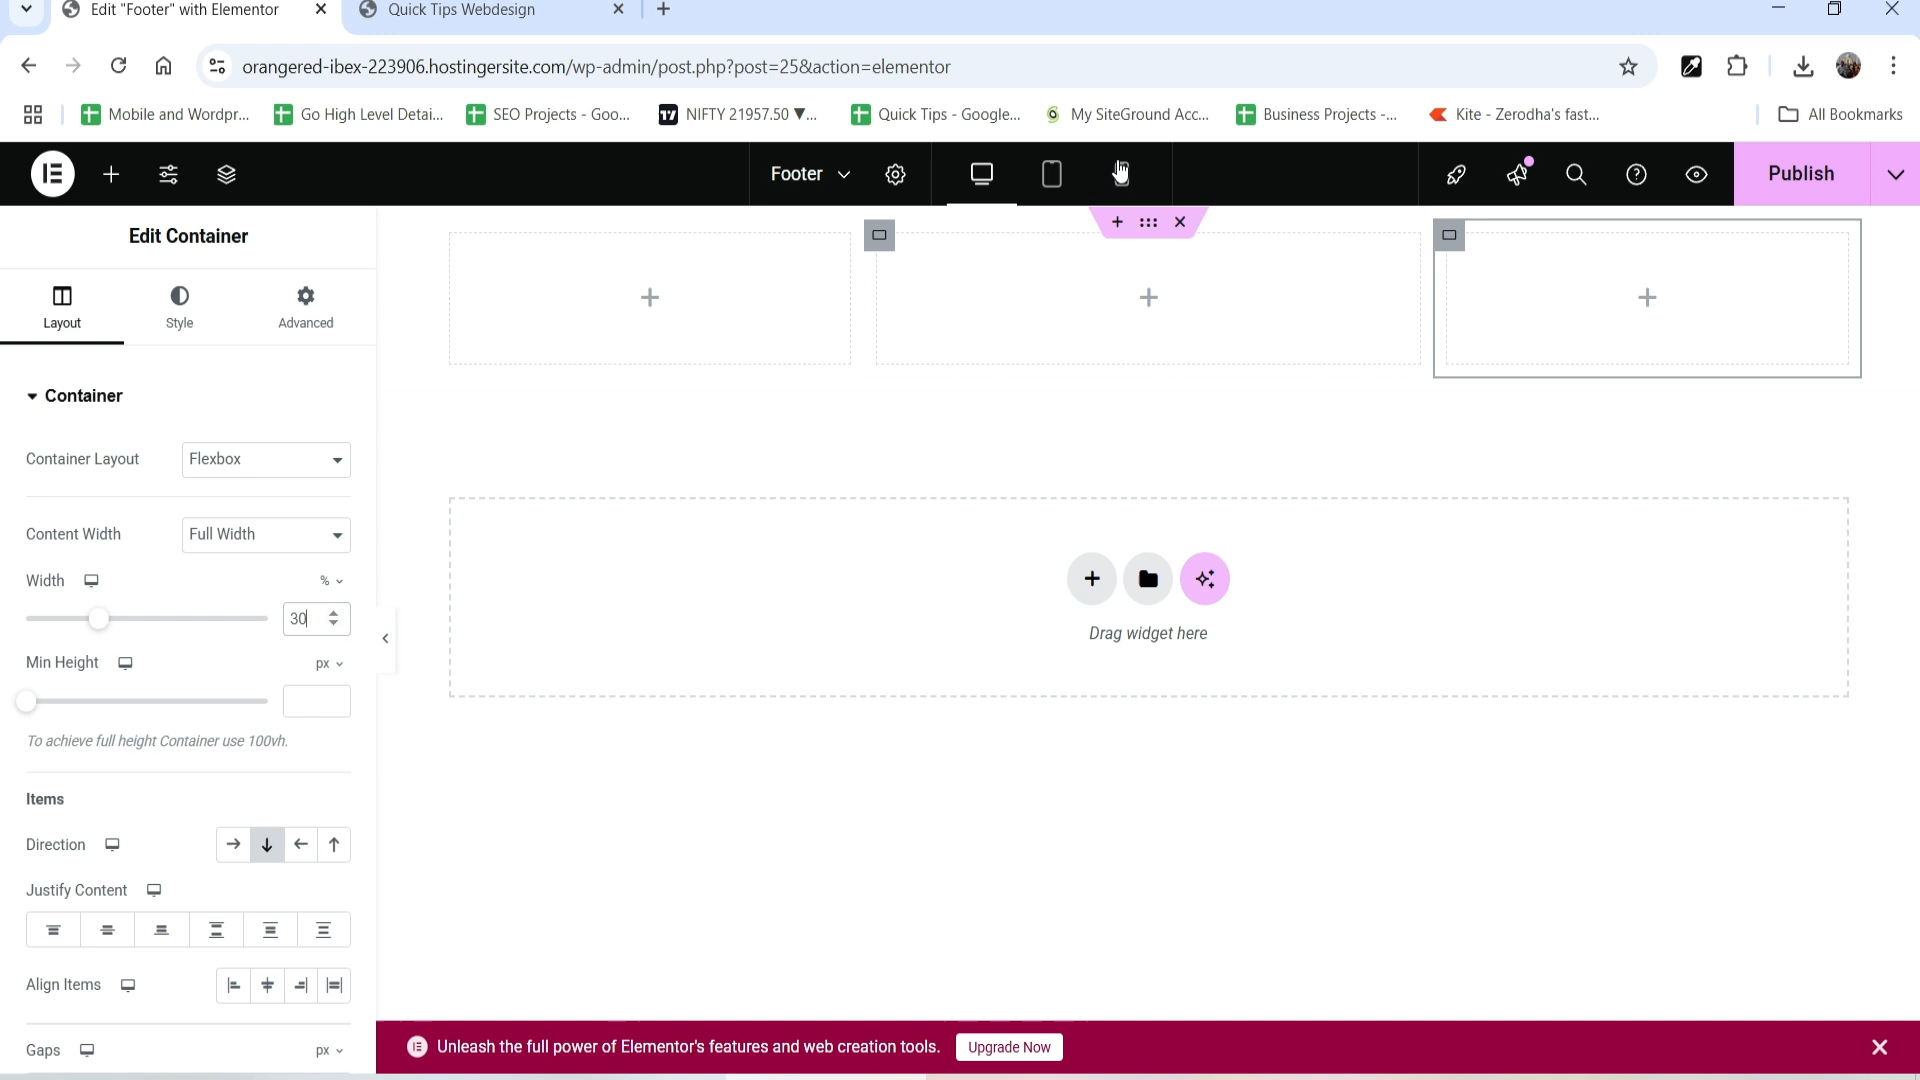 Edit "Footer" with Elementor
Quick Tips Webdesign
orangered-ibex-223906.hostingersite.com/wp-admin/post.php?post=25&action=elementor
Mobile and Wordpr...
Go High Level Detai...
SEO Projects - Goo...
NIFTY 21957.50 ▼...
Quick Tips - Google...
My SiteGround Acc...
Business Projects -...
Kite - Zerodha's fast...
All Bookmarks
Footer
Publish
Edit Container
Layout
Style
Advanced
Container
Container Layout
Flexbox
Content Width
Full Width
Width
%
30
Min Height
px
To achieve full height Container use 100vh.
Items
Direction
Justify Content
Align Items
Gaps
px
Drag widget here
Unleash the full power of Elementor's features and web creation tools.
Upgrade Now